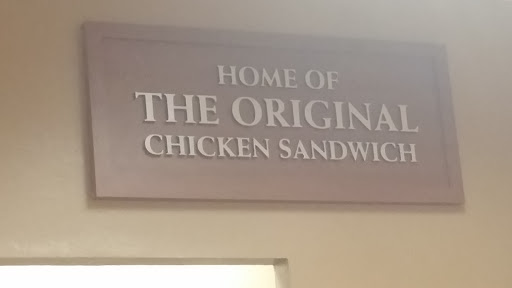 HOME OF
THE ORIGINAL
CHICKEN SANDWICH